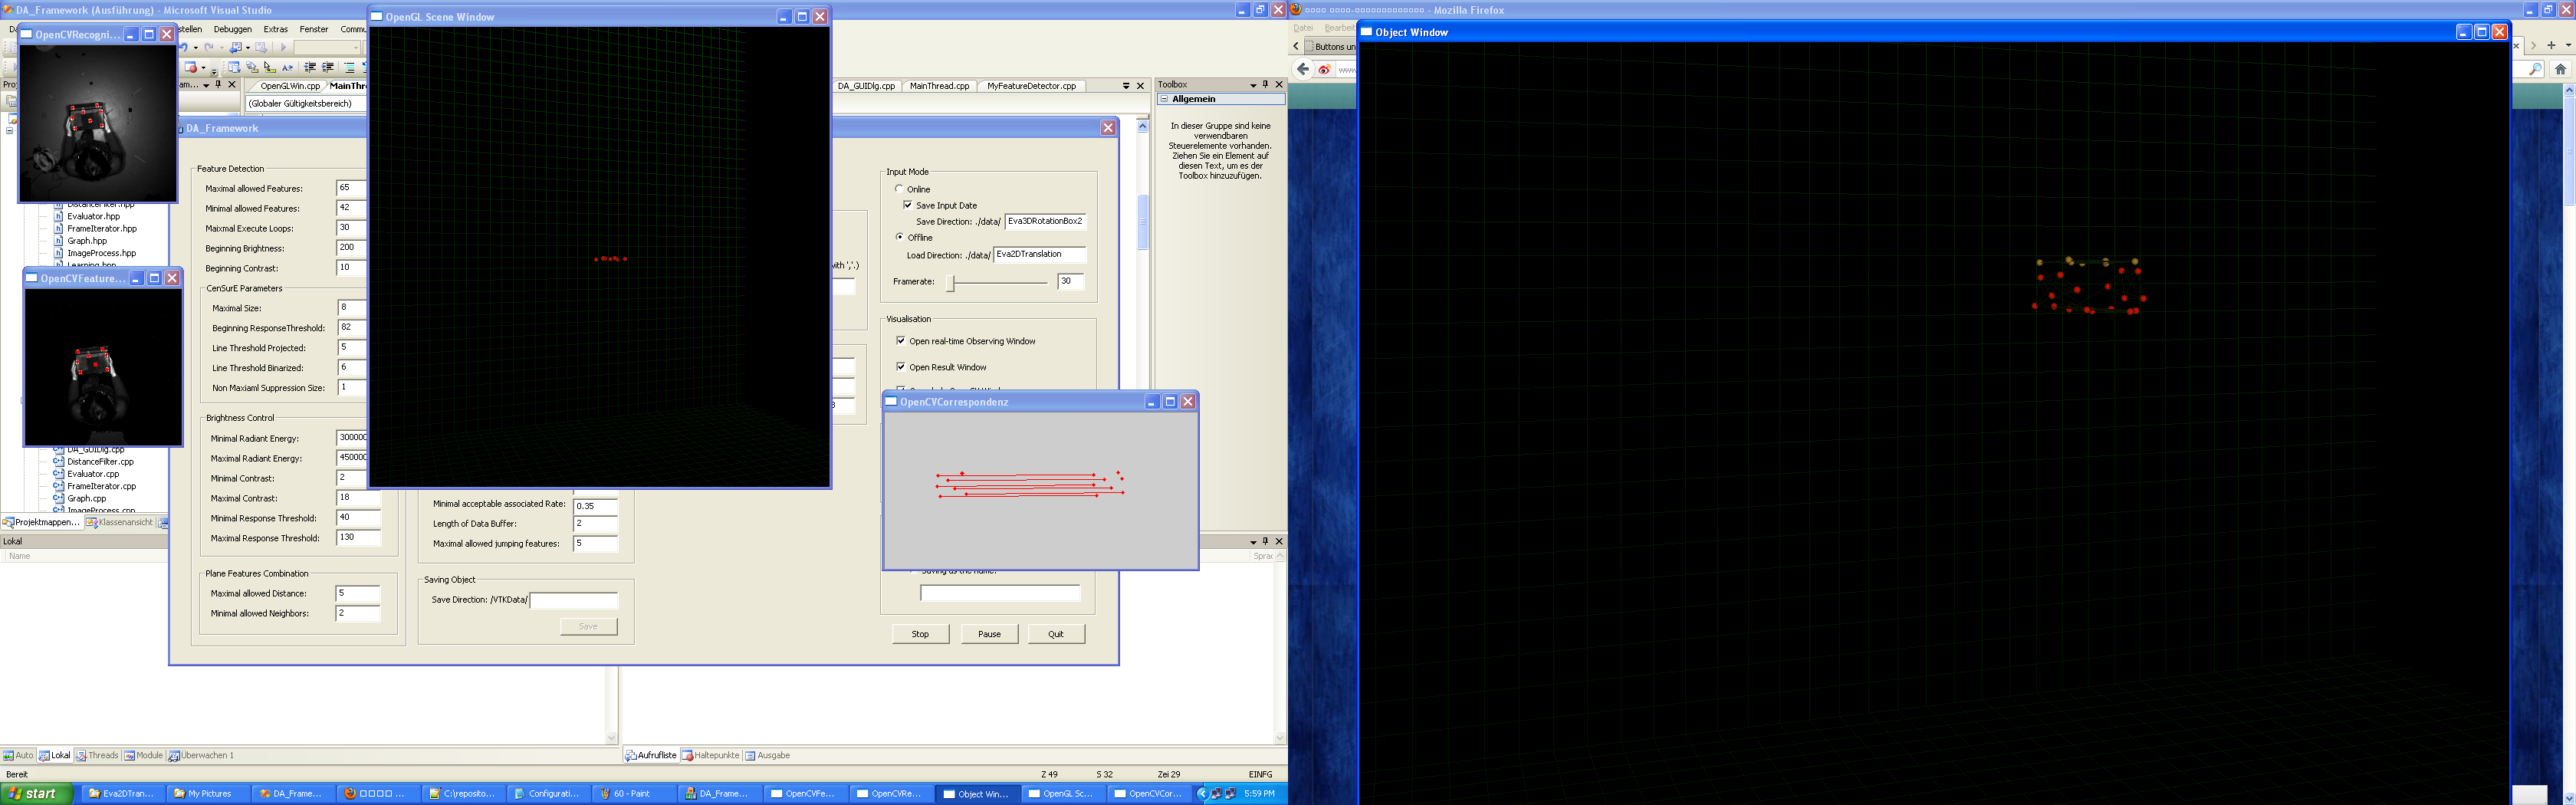 DA_Framework (Ausführung) - Microsoft Visual Studio
OpenGL Scene Window
- Mozilla Firefox
Object Window
OpenCVRecogni...
stellen Debuggen Extras Fenster Commu
Datei Bearbeit
Buttons un
www
OpenGLWin.cpp MainThr
DA_GUIDlg.cpp MainThread.cpp MyFeatureDetector.cpp
Toolbox
(Globaler Gültigkeitsbereich)
Allgemein
In dieser Gruppe sind keine
verwendbaren
Steuerelemente vorhanden.
Ziehen Sie ein Element auf
diesen Text, um es der
Toolbox hinzuzufügen.
DistanceFilter.hpp
Evaluator.hpp
FrameIterator.hpp
Graph.hpp
ImageProcess.hpp
Learning.hpp
OpenCVFeature...
DA_GUIDlg.cpp
DistanceFilter.cpp
Evaluator.cpp
FrameIterator.cpp
Graph.cpp
ImageProcess.cpp
Projektmappen... Klassenansicht
DA_Framework
Feature Detection
Maximal allowed Features: 65
Minimal allowed Features: 42
Maixmal Execute Loops: 30
Beginning Brightness: 200
Beginning Contrast: 10
CenSurE Parameters
Maximal Size: 8
Beginning ResponseThreshold: 82
Line Threshold Projected: 5
Line Threshold Binarized: 6
Non Maxiaml Suppression Size: 1
Brightness Control
Minimal Radiant Energy: 300000
Maximal Radiant Energy: 450000
Minimal Contrast: 2
Maximal Contrast: 18
Minimal Response Threshold: 40
Maximal Response Threshold: 130
Plane Features Combination
Maximal allowed Distance: 5
Minimal allowed Neighbors: 2
with ',',)
Minimal acceptable associated Rate: 0.35
Length of Data Buffer: 2
Maximal allowed jumping features: 5
Saving Object
Save Direction: /VTKData/
Save
Input Mode
Online
Save Input Date
Save Direction: ./data/ Eva3DRotationBox2
Offline
Load Direction: ./data/ Eva2DTranslation
Framerate: 30
Visualisation
Open real-time Observing Window
Open Result Window
OpenCVCorrespondenz
Saving as the name:
Stop Pause Quit
Lokal
Name
Sprac
Auto Lokal Threads Module Überwachen 1
Aufrufliste Haltepunkte Ausgabe
Bereit
Z 49 S 32 Zei 29 EINFG
start Eva2DTran... My Pictures DA_Frame... C:\reposito... Configurati... 60 - Paint DA_Frame... OpenCVFe... OpenCVRe... Object Win... OpenGL Sc... OpenCVCor... 5:59 PM